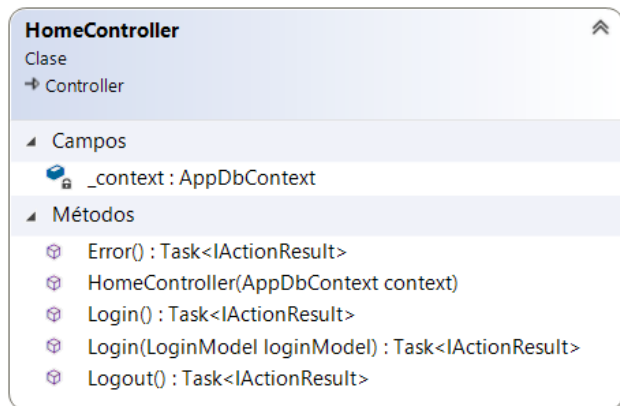 HomeController
Clase
Controller
Campos
_context : AppDbContext
Métodos
Error() : Task<IActionResult>
HomeController(AppDbContext context)
Login() : Task<IActionResult>
Login(LoginModel loginModel) : Task<IActionResult>
Logout() : Task<IActionResult>